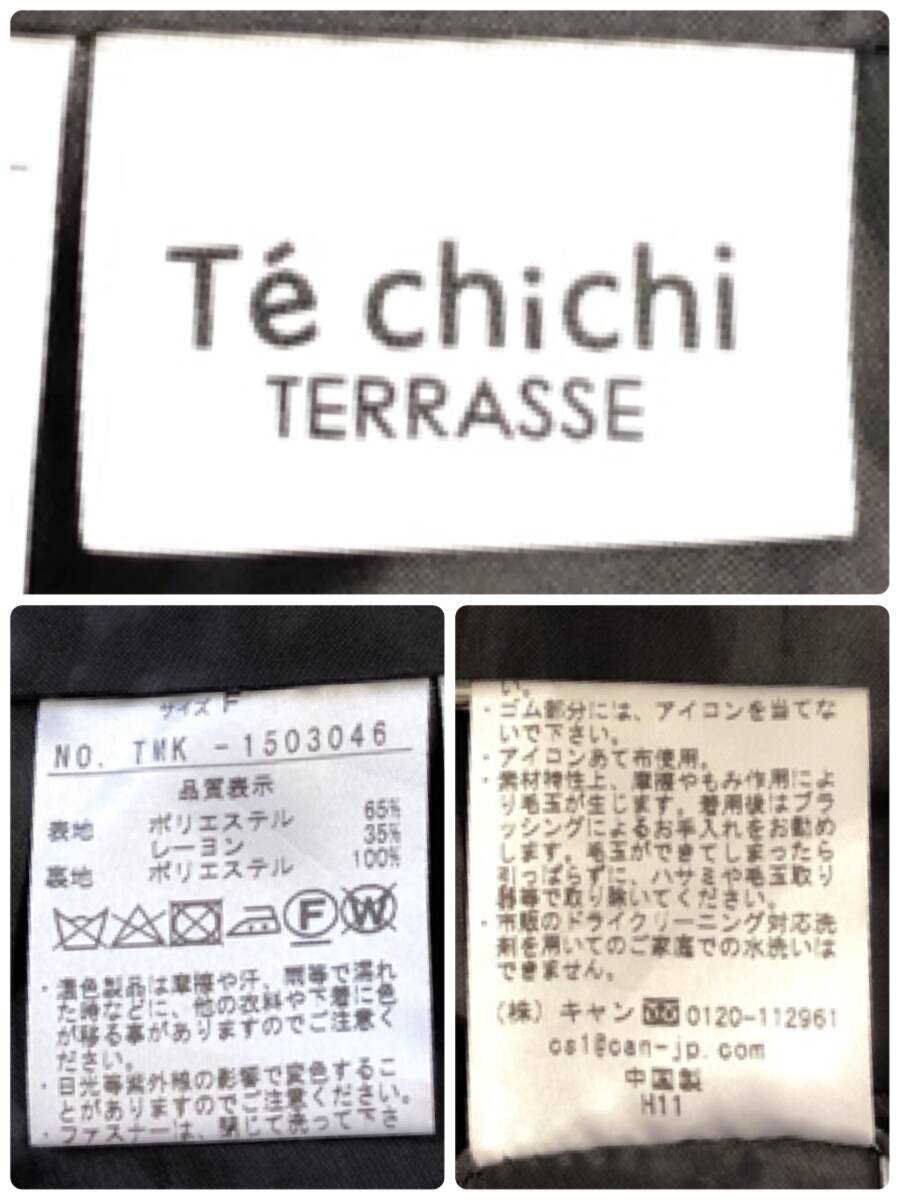 Té chichi
TERRASSE
サイズ F
NO. TMK -1503046
品質表示
表地 ポリエステル 65%
レーヨン 35%
裏地 ポリエステル 100%
F W
・濃色製品は摩擦や汗、雨等で濡れ
た時などに、他の衣料や下着に色
が移る事がありますのでご注意く
ださい。
・日光等紫外線の影響で変色するこ
とがありますのでご注意ください。
・ファスナーは、閉じて洗って下さ
い。
・ゴム部分には、アイロンを当てな
いで下さい。
・アイロンあて布使用。
・素材特性上、摩擦やもみ作用によ
り毛玉が生じます。着用後はブラ
ッシングによるお手入れをお勧め
します。毛玉ができてしまったら
引っぱらずに、ハサミや毛玉取り
器等で取り除いてください。
・市販のドライクリーニング対応洗
剤を用いてのご家庭での水洗いは
できません。
(株)キャン 0120-112961
cs1@can-jp.com
中国製
H11